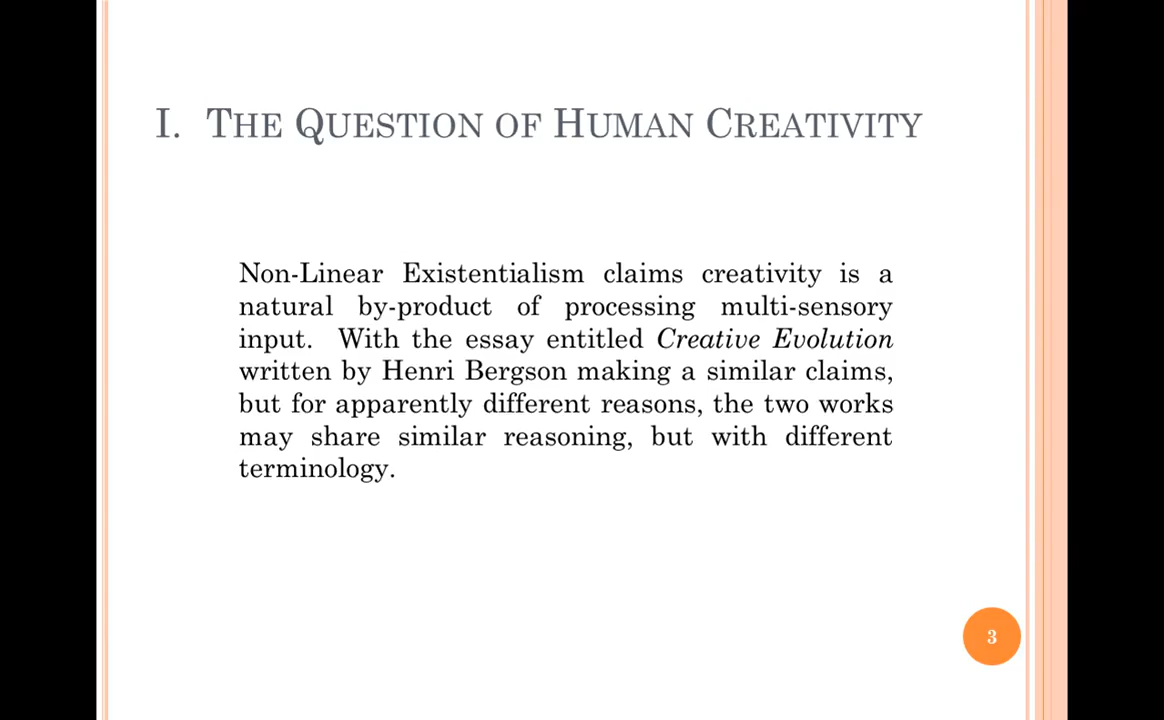 I. THE QUESTION OF HUMAN CREATIVITY
Non-Linear Existentialism claims creativity is a
natural by-product of processing multi-sensory
input. With the essay entitled Creative Evolution
written by Henri Bergson making a similar claims,
but for apparently different reasons, the two works
may share similar reasoning, but with different
terminology.
3